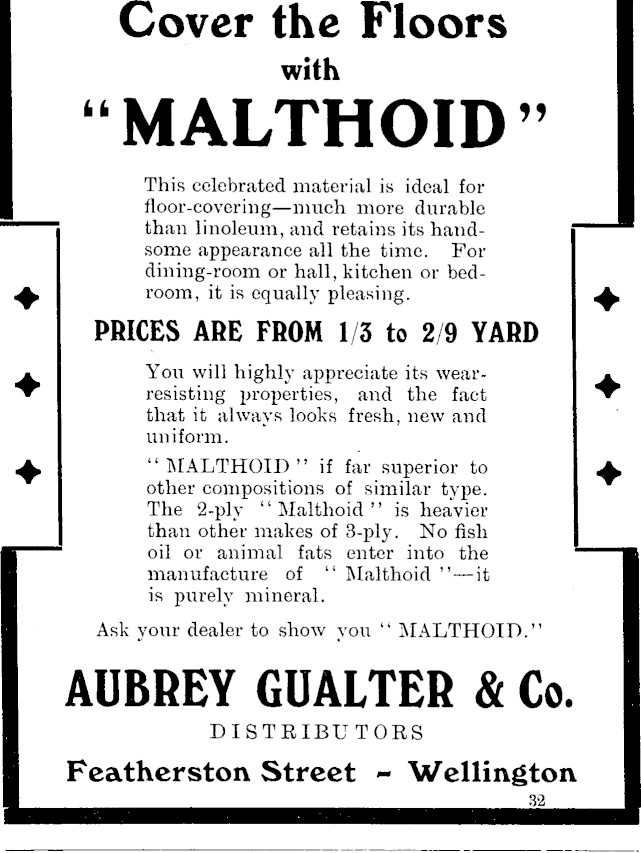 Cover the Floors
with
“MALTHOID”
This celebrated material is ideal for
floor-covering—much more durable
than linoleum, and retains its hand-
some appearance all the time. For
dining-room or hall, kitchen or bed-
room, it is equally pleasing.
PRICES ARE FROM 1/3 to 2/9 YARD
You will highly appreciate its wear-
resisting properties, and the fact
that it always looks fresh, new and
uniform.
“ MALTHOID ” if far superior to
other compositions of similar type.
The 2-ply “ Malthoid ” is heavier
than other makes of 3-ply. No fish
oil or animal fats enter into the
manufacture of “ Malthoid ”—it
is purely mineral.
Ask your dealer to show you “ MALTHOID.”
AUBREY GUALTER & Co.
DISTRIBUTORS
Featherston Street - Wellington
32